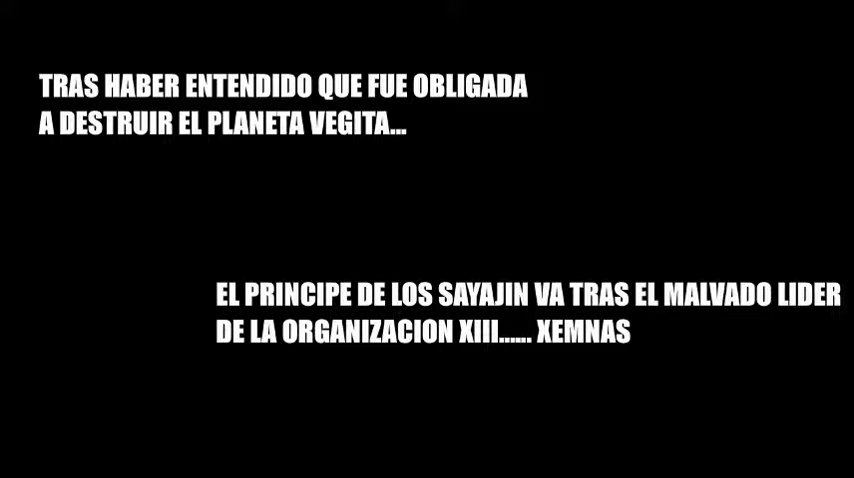 TRAS HABER ENTENDIDO QUE FUE OBLIGADA
A DESTRUIR EL PLANETA VEGITA...
EL PRINCIPE DE LOS SAYAJIN VA TRAS EL MALVADO LIDER
DE LA ORGANIZACION XIII...... XEMNAS